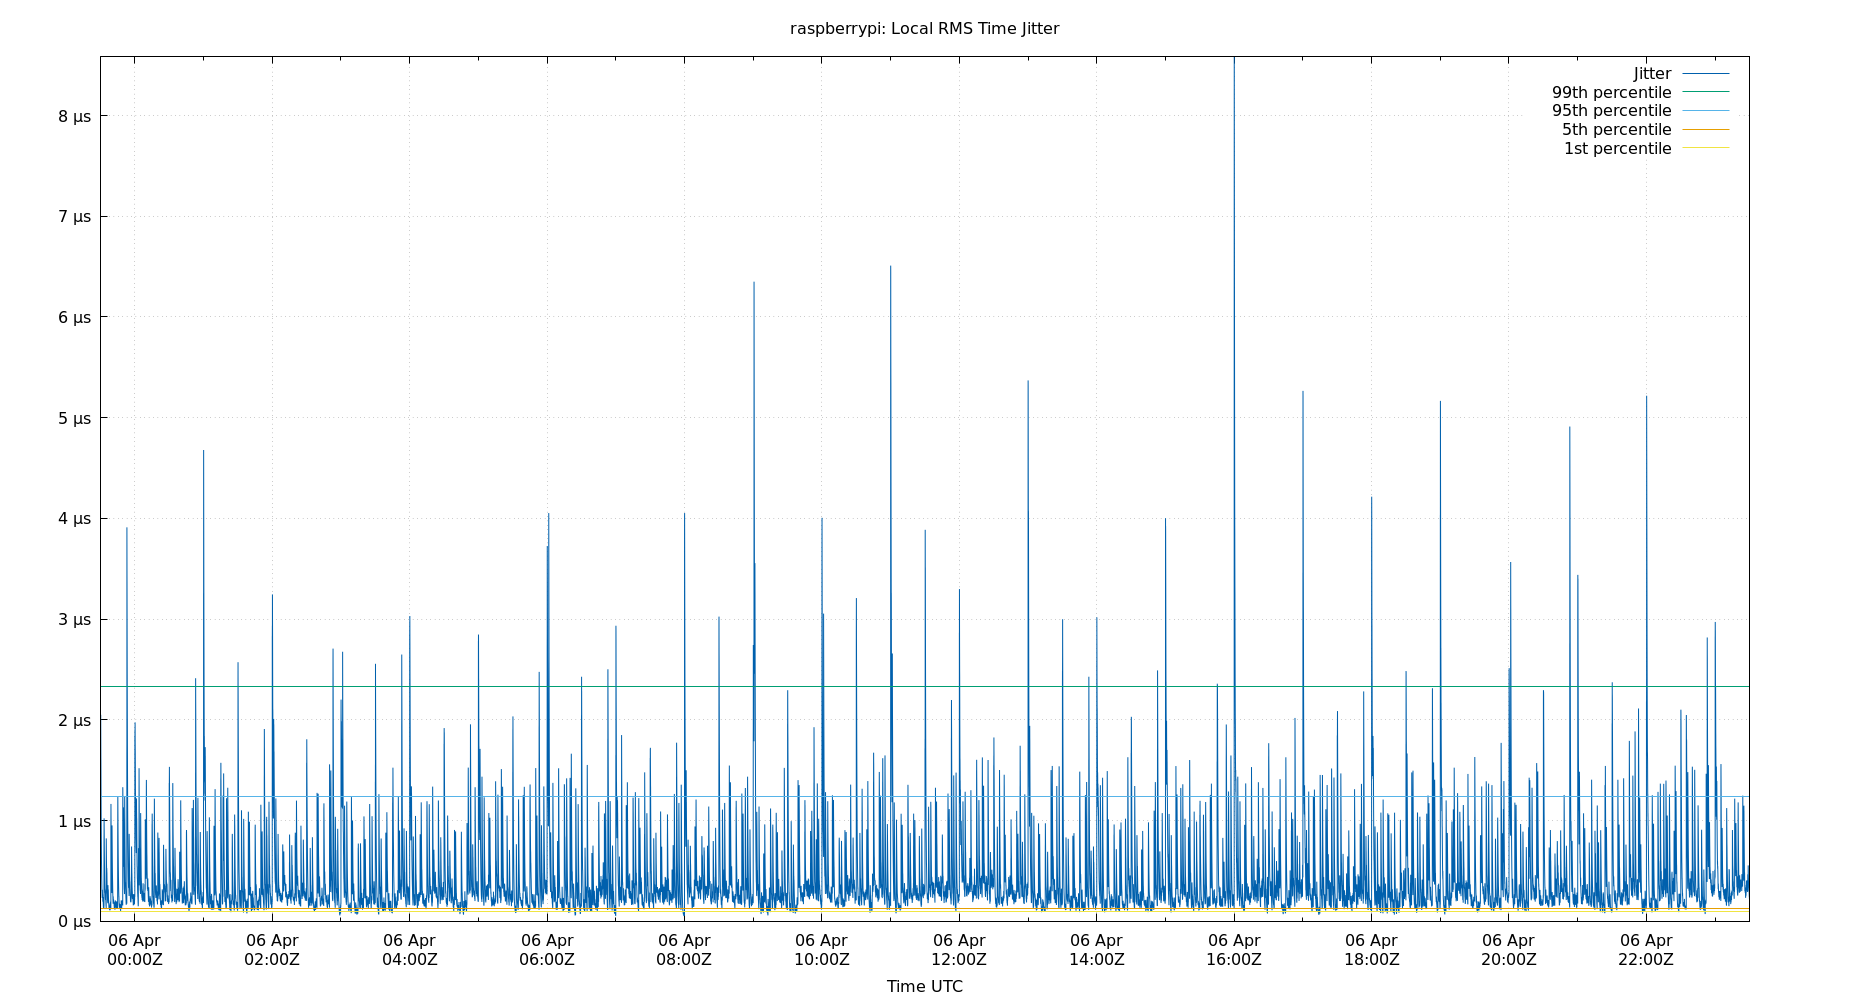 raspberrypi: Local RMS Time Jitter
Jitter
99th percentile
95th percentile
5th percentile
1st percentile
8 µs
7 µs
6 µs
5 µs
4 µs
3 µs
2 µs
1 µs
0 µs
06 Apr 06 Apr 06 Apr 06 Apr 06 Apr 06 Apr 06 Apr 06 Apr 06 Apr 06 Apr 06 Apr 06 Apr
00:00Z 02:00Z 04:00Z 06:00Z 08:00Z 10:00Z 12:00Z 14:00Z 16:00Z 18:00Z 20:00Z 22:00Z
Time UTC